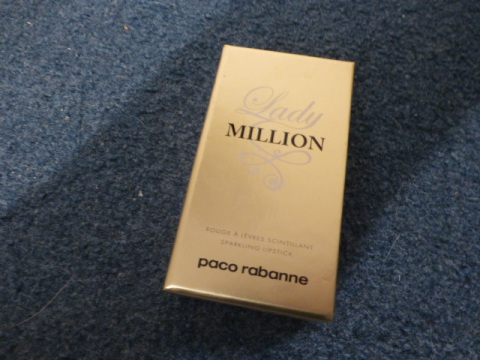 Lady
MILLION
ROUGE À LÈVRES SCINTILLANT
SPARKLING LIPSTICK
paco rabanne